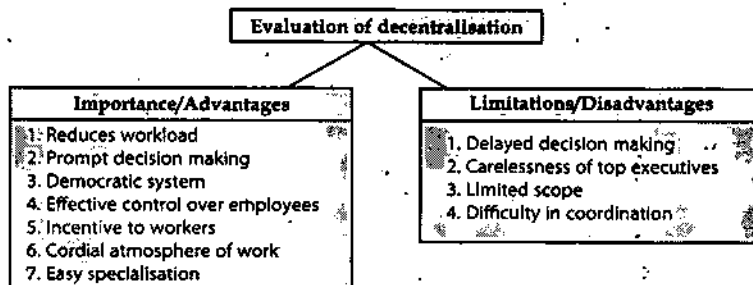 Evaluation of decentralisation
Importance/Advantages
1. Reduces workload
2. Prompt decision making
3. Democratic system
4. Effective control over employees
5. Incentive to workers
6. Cordial atmosphere of work
7. Easy specialisation
Limitations/Disadvantages
1. Delayed decision making
2. Carelessness of top executives
3. Limited scope
4. Difficulty in coordination